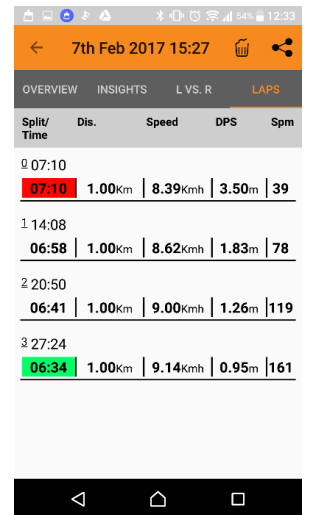 54% 12:33
7th Feb 2017 15:27
OVERVIEW INSIGHTS L VS. R LAPS
Split/ Time Dis. Speed DPS Spm
0 07:10
07:10 1.00Km 8.39Kmh 3.50m 39
1 14:08
06:58 1.00Km 8.62Kmh 1.83m 78
2 20:50
06:41 1.00Km 9.00Kmh 1.26m 119
3 27:24
06:34 1.00Km 9.14Kmh 0.95m 161